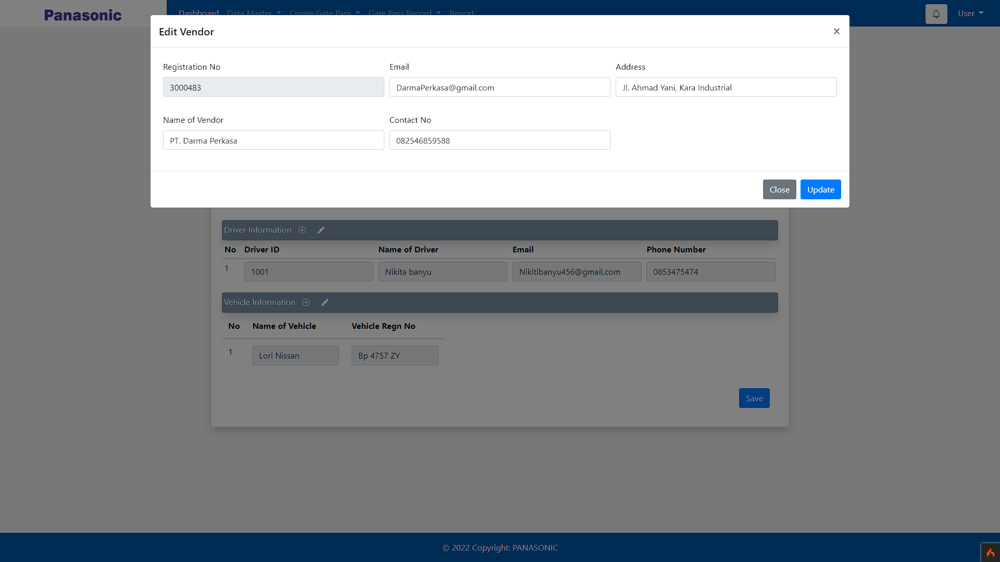 Panasonic
Dashboard Data Master Create Gate Pass Gate Pass Record Report User
Edit Vendor ×
Registration No Email Address
3000483 DarmaPerkasa@gmail.com Jl. Ahmad Yani, Kara Industrial
Name of Vendor Contact No
PT. Darma Perkasa 082546859588
Close Update
Driver Information
No Driver ID Name of Driver Email Phone Number
1 1001 Nikita banyu Nikitibanyu456@gmail.com 0853475474
Vehicle Information
No Name of Vehicle Vehicle Regn No
1 Lori Nissan Bp 4757 ZY
Save
© 2022 Copyright: PANASONIC